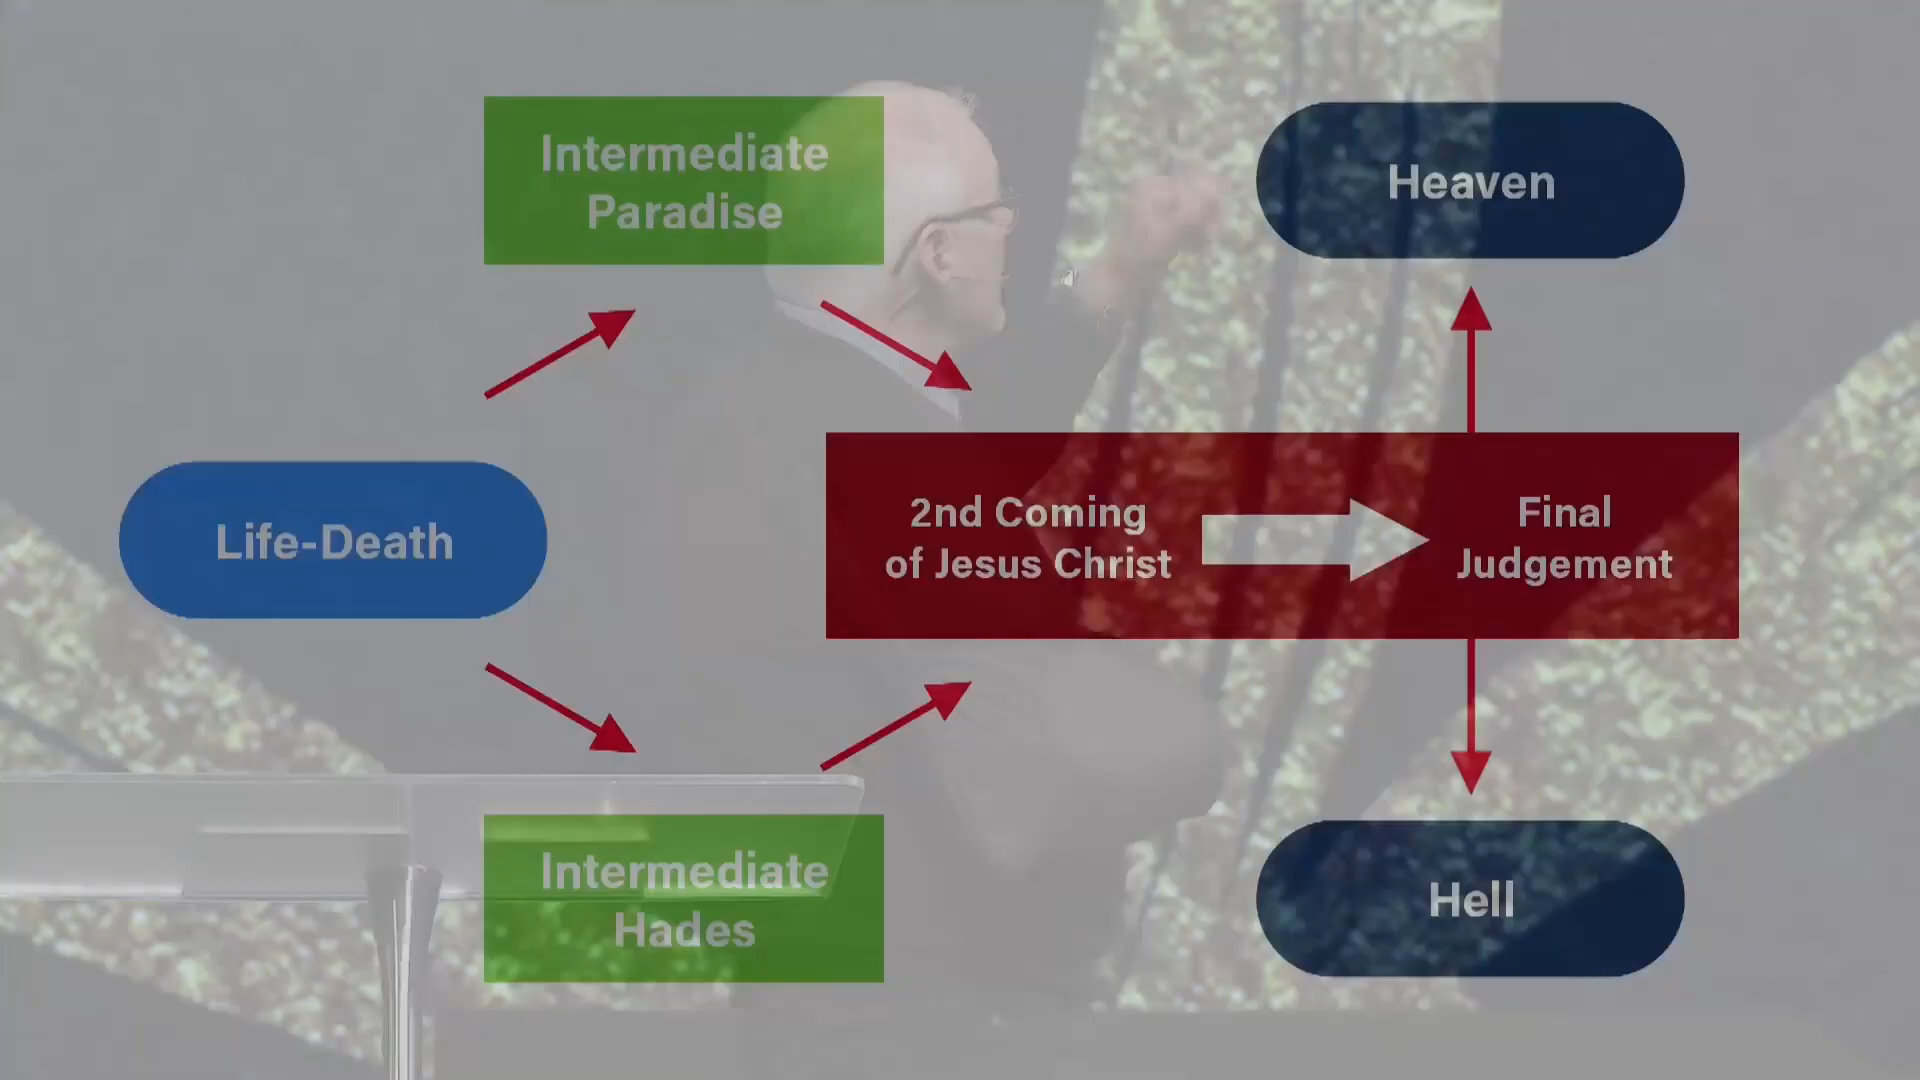 Intermediate
Paradise
Heaven
Life-Death
2nd Coming
of Jesus Christ
Final
Judgement
Intermediate
Hades
Hell